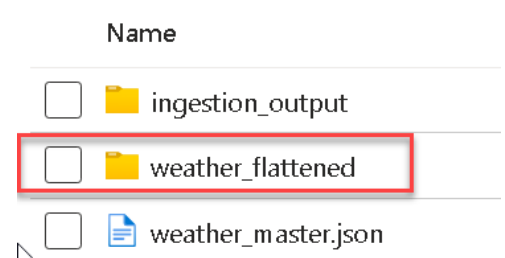 Name
ingestion_output
weather_flattened
weather_master.json